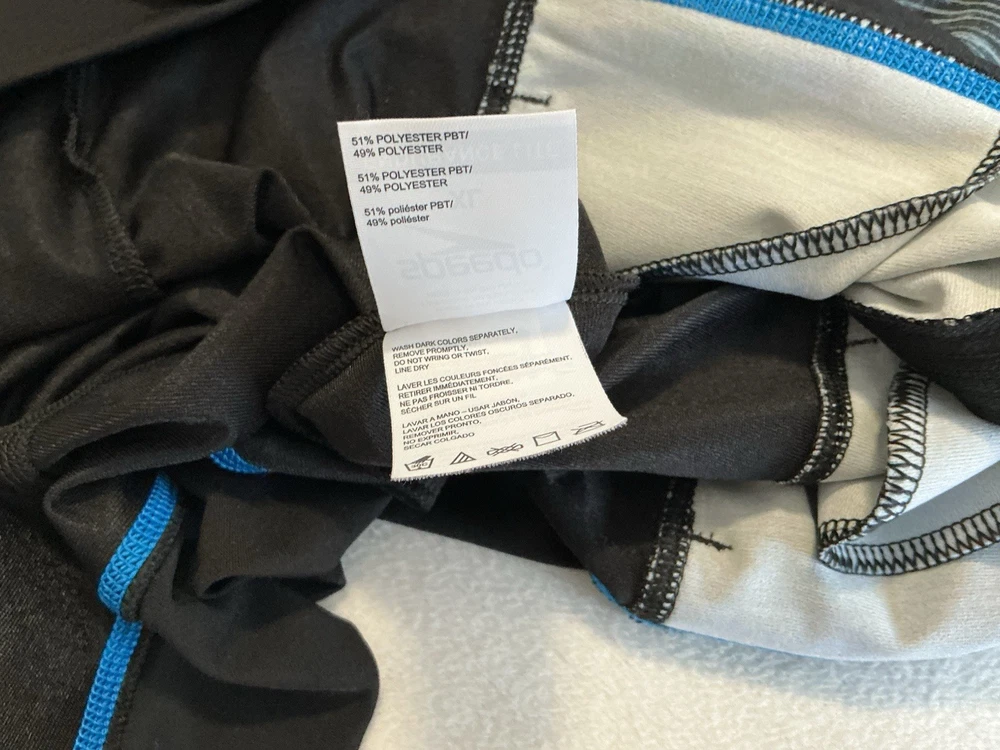 51% POLYESTER PBT/
49% POLYESTER
51% POLYESTER PBT/
49% POLYESTER
51% poliéster PBT/
49% poliéster
speedo
WASH DARK COLORS SEPARATELY,
REMOVE PROMPTLY,
DO NOT WRING OR TWIST,
LINE DRY
LAVER LES COULEURS FONCÉES SÉPARÉMENT,
RETIRER IMMÉDIATEMENT,
NE PAS FROISSER NI TORDRE,
SÉCHER SUR UN FIL
LAVAR A MANO – USAR JABÓN,
LAVAR LOS COLORES OSCUROS SEPARADO,
REMOVER PRONTO,
NO EXPRIMIR,
SECAR COLGADO